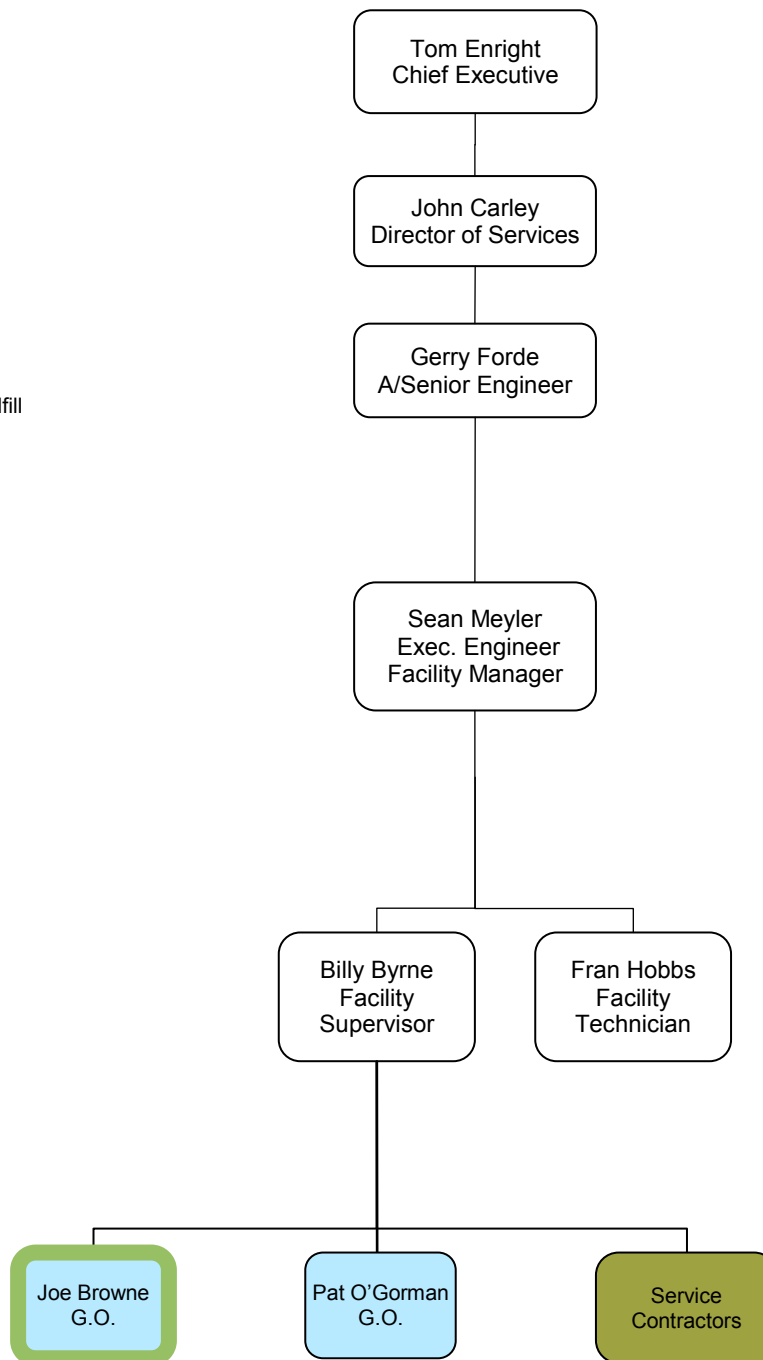 Tom Enright
Chief Executive
John Carley
Director of Services
Gerry Forde
A/Senior Engineer
fill
Sean Meyler
Exec. Engineer
Facility Manager
Billy Byrne
Facility
Supervisor
Fran Hobbs
Facility
Technician
Joe Browne
G.O.
Pat O'Gorman
G.O.
Service
Contractors